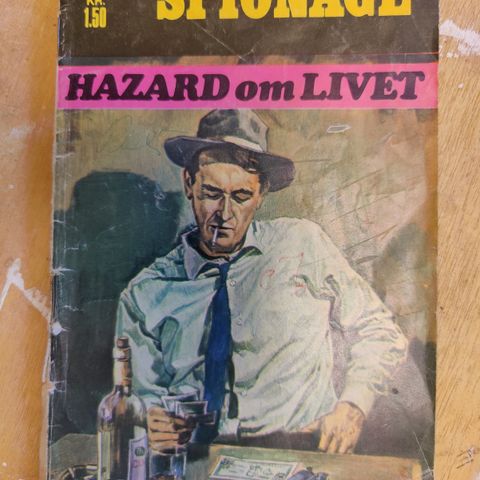 KR.
1.50
SPIONAGE
HAZARD om LIVET